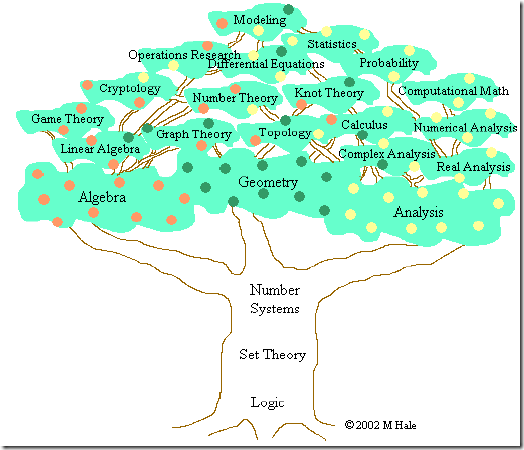 Modeling
Statistics
Operations Research
Differential Equations
Probability
Cryptology
Number Theory
Knot Theory
Computational Math
Game Theory
Graph Theory
Topology
Calculus
Numerical Analysis
Linear Algebra
Complex Analysis
Real Analysis
Algebra
Geometry
Analysis
Number
Systems
Set Theory
Logic
©2002 M Hale